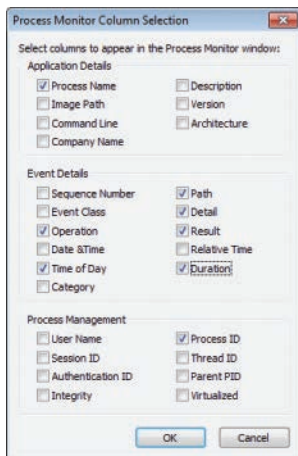 Process Monitor Column Selection
Select columns to appear in the Process Monitor window:
Application Details
Process Name
Description
Image Path
Version
Command Line
Architecture
Company Name
Event Details
Sequence Number
Path
Event Class
Detail
Operation
Result
Date &Time
Relative Time
Time of Day
Duration
Category
Process Management
User Name
Process ID
Session ID
Thread ID
Authentication ID
Parent PID
Integrity
Virtualized
OK
Cancel